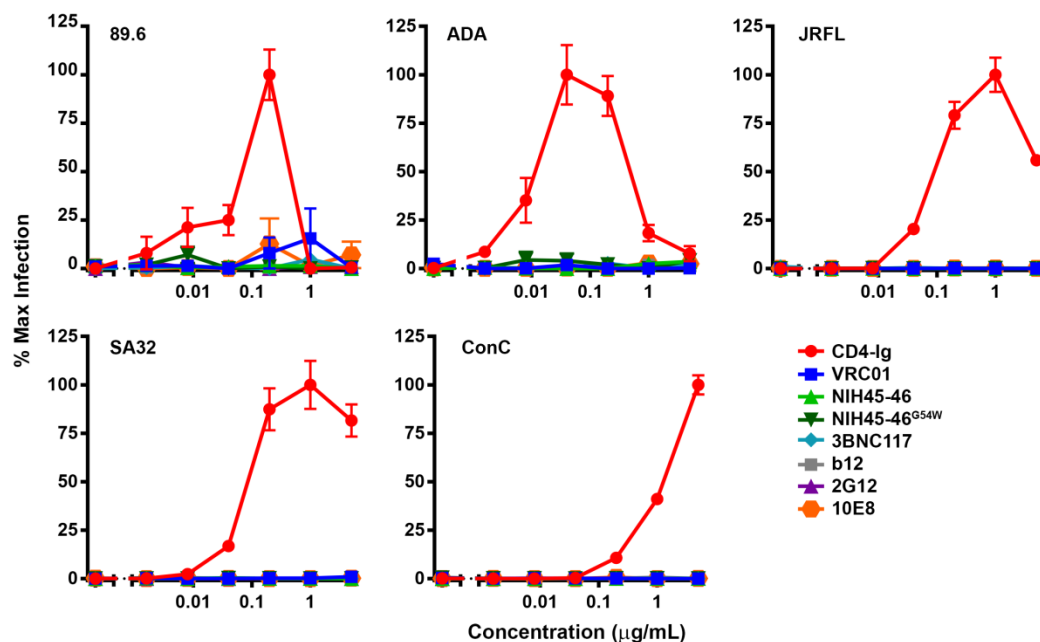 89.6
125
100
75
50
25
0
0.01 0.1 1
ADA
125
100
75
50
25
0
0.01 0.1 1
JRFL
125
100
75
50
25
0
0.01 0.1 1
% Max Infection
SA32
125
100
75
50
25
0
0.01 0.1 1
ConC
125
100
75
50
25
0
0.01 0.1 1
CD4-Ig
VRC01
NIH45-46
NIH45-46G54W
3BNC117
b12
2G12
10E8
Concentration (μg/mL)